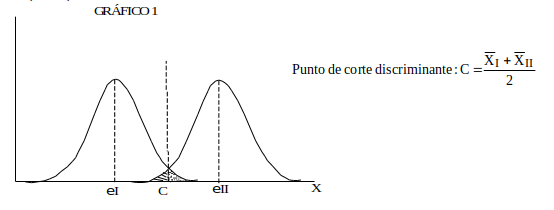 GRÁFICO 1
Punto de corte discriminante : C = X̅I + X̅II
2
eI C eII X